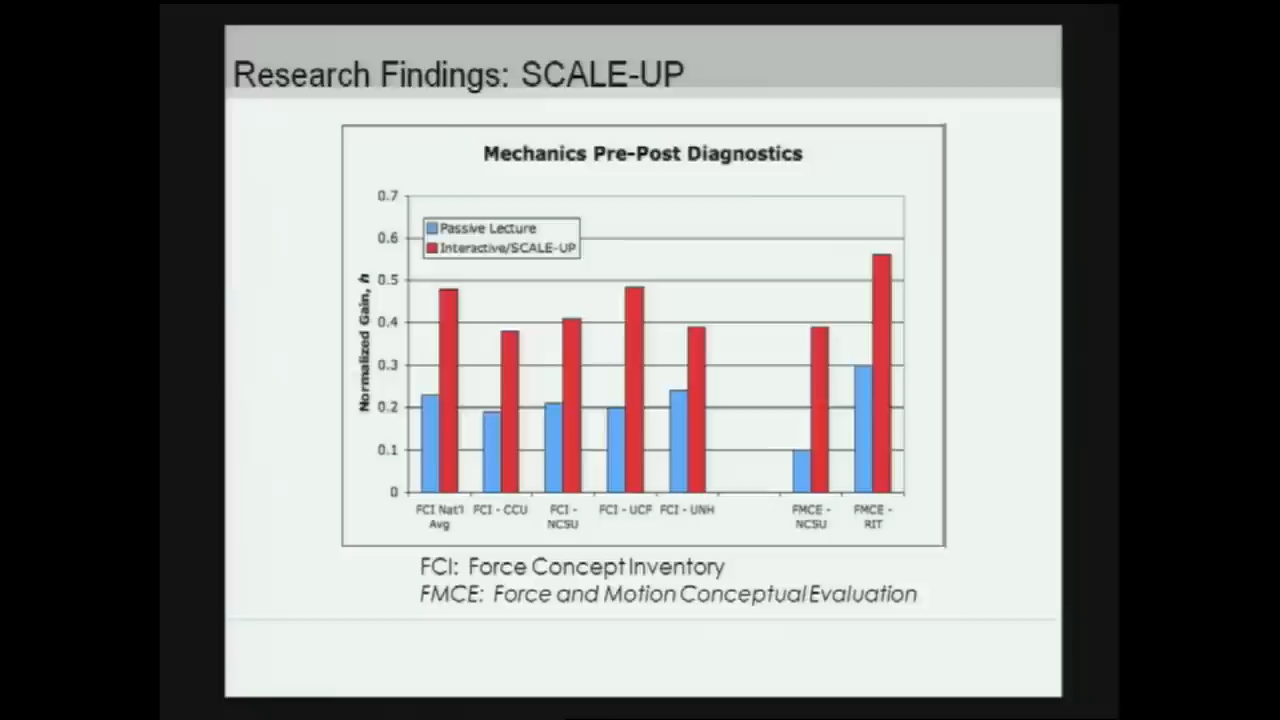 Research Findings: SCALE-UP
Mechanics Pre-Post Diagnostics
0.7
0.6
0.5
0.4
0.3
0.2
0.1
0
Normalized Gain, h
Passive Lecture
Interactive/SCALE-UP
FCI Nat'l Avg
FCI - CCU
FCI - NCSU
FCI - UCF
FCI - UNH
FMCE - NCSU
FMCE - RIT
FCI: Force Concept Inventory
FMCE: Force and Motion Conceptual Evaluation